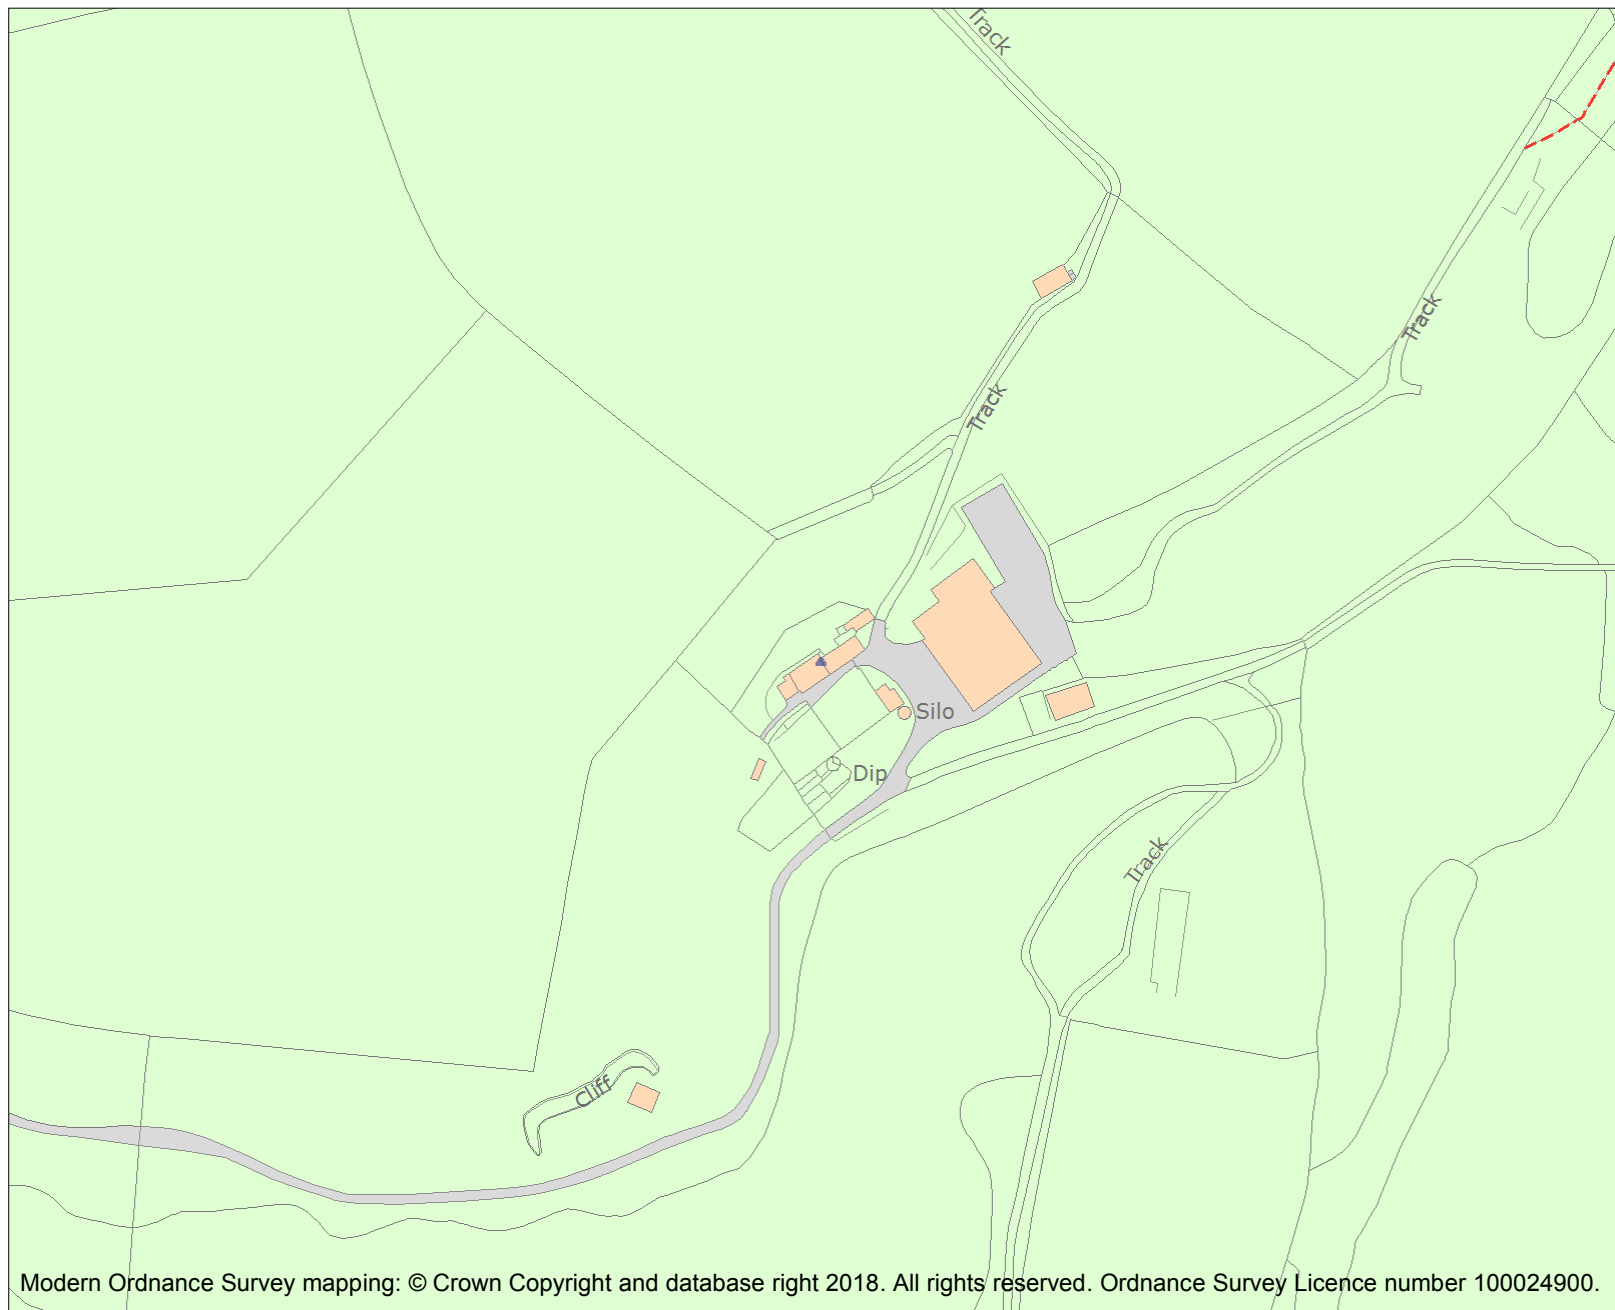 Track
Track
Track
Silo
Dip
Track
Cliff
Modern Ordnance Survey mapping: © Crown Copyright and database right 2018. All rights reserved. Ordnance Survey Licence number 100024900.